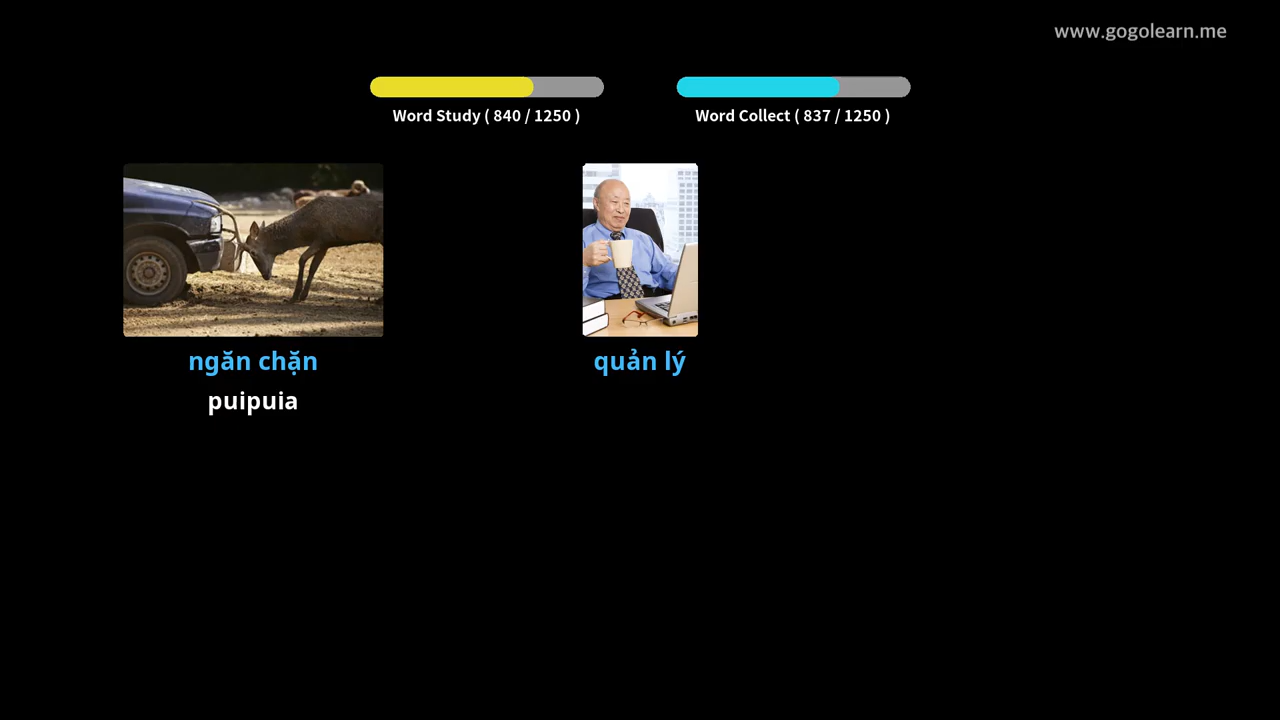 www.gogolearn.me
Word Study ( 840 / 1250 )
Word Collect ( 837 / 1250 )
ngăn chặn
puipuia
quản lý